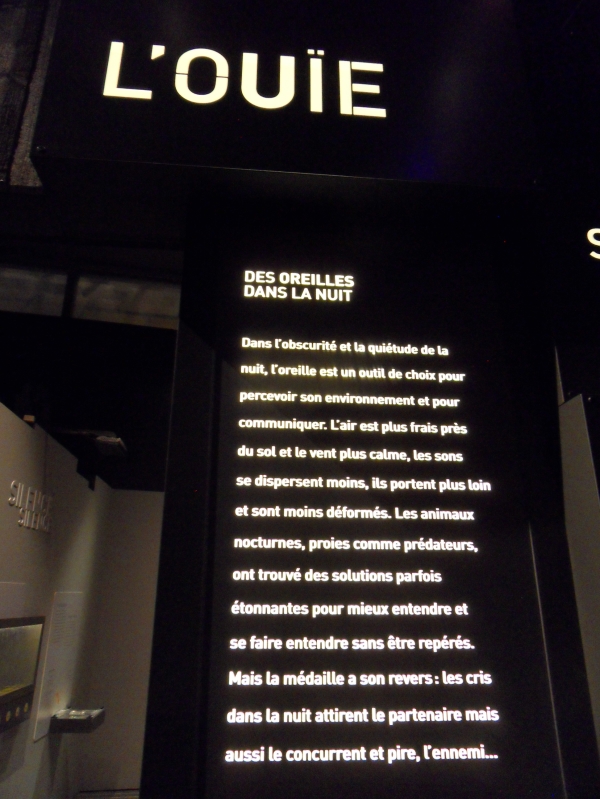 L'OUÏE
DES OREILLES
DANS LA NUIT
Dans l'obscurité et la quiétude de la
nuit, l'oreille est un outil de choix pour
percevoir son environnement et pour
communiquer. L'air est plus frais près
du sol et le vent plus calme, les sons
se dispersent moins, ils portent plus loin
et sont moins déformés. Les animaux
nocturnes, proies comme prédateurs,
ont trouvé des solutions parfois
étonnantes pour mieux entendre et
se faire entendre sans être repérés.
Mais la médaille a son revers : les cris
dans la nuit attirent le partenaire mais
aussi le concurrent et pire, l'ennemi...
S
SILENCE
SILENCE